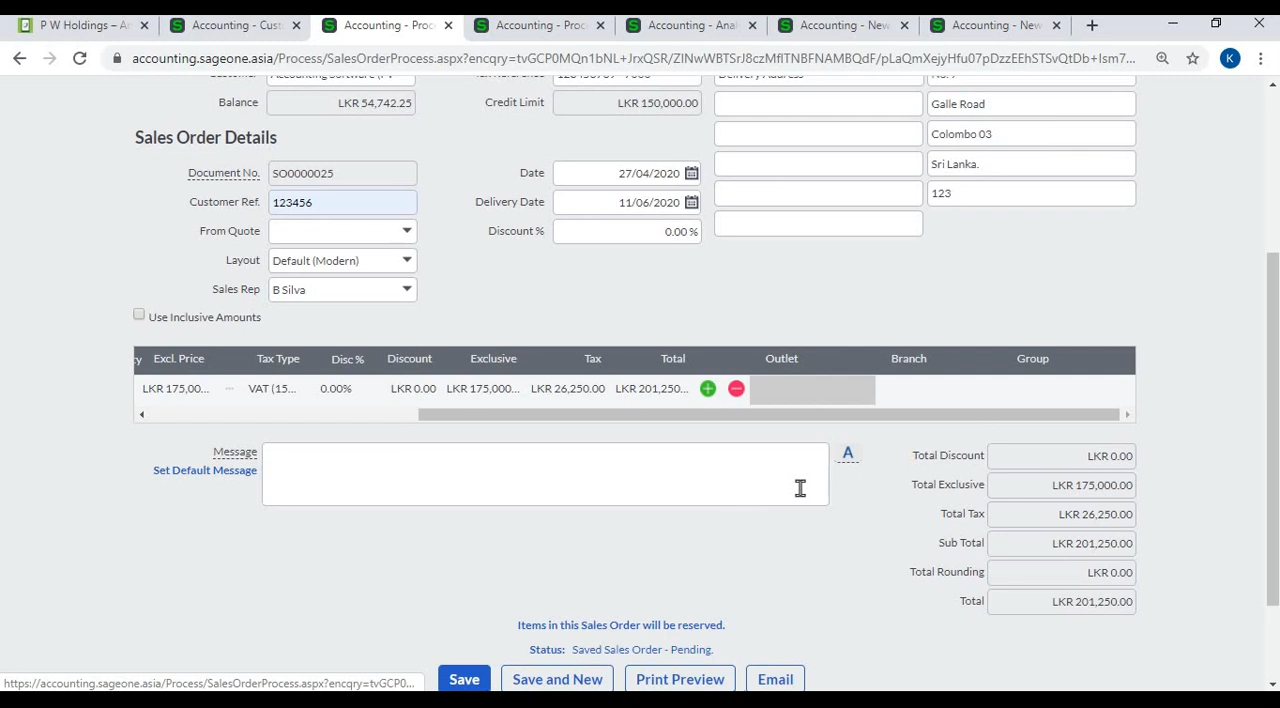 P W Holdings – A
Accounting - Cust
Accounting - Proc
Accounting - Proc
Accounting - Anal
Accounting - New
Accounting - New
accounting.sageone.asia/Process/SalesOrderProcess.aspx?encqry=tvGCP0MQn1bNL+JrxQSR/ZlNwWBTSrJ8czMflTNBFNAMBQdF/pLaQmXejyHfu07pDzzEEhSTSvQtDb+Ism7...
K
Balance LKR 54,742.25 Credit Limit LKR 150,000.00
Delivery Address No. 7
Galle Road
Colombo 03
Sri Lanka.
123
Sales Order Details
Document No. SO0000025 Date 27/04/2020
Customer Ref. 123456 Delivery Date 11/06/2020
From Quote Discount % 0.00 %
Layout Default (Modern)
Sales Rep B Silva
Use Inclusive Amounts
y Excl. Price Tax Type Disc % Discount Exclusive Tax Total Outlet Branch Group
LKR 175,00... ... VAT (15... 0.00% LKR 0.00 LKR 175,000... LKR 26,250.00 LKR 201,250...
Message
Set Default Message
A
Total Discount LKR 0.00
Total Exclusive LKR 175,000.00
Total Tax LKR 26,250.00
Sub Total LKR 201,250.00
Total Rounding LKR 0.00
Total LKR 201,250.00
Items in this Sales Order will be reserved.
Status: Saved Sales Order - Pending.
Save Save and New Print Preview Email
https://accounting.sageone.asia/Process/SalesOrderProcess.aspx?encqry=tvGCP0...